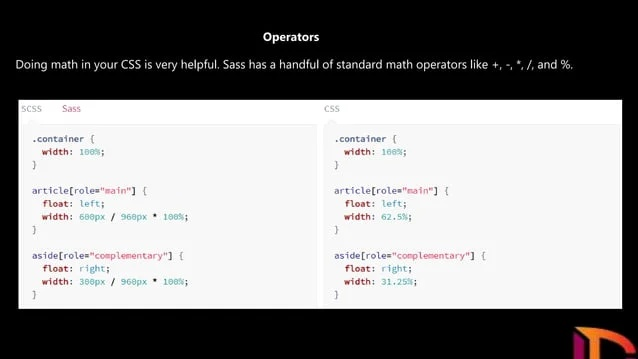 Operators
Doing math in your CSS is very helpful. Sass has a handful of standard math operators like +, -, *, /, and %.
SCSS Sass
.container {
width: 100%;
}
article[role="main"] {
float: left;
width: 600px / 960px * 100%;
}
aside[role="complementary"] {
float: right;
width: 300px / 960px * 100%;
}
CSS
.container {
width: 100%;
}
article[role="main"] {
float: left;
width: 62.5%;
}
aside[role="complementary"] {
float: right;
width: 31.25%;
}